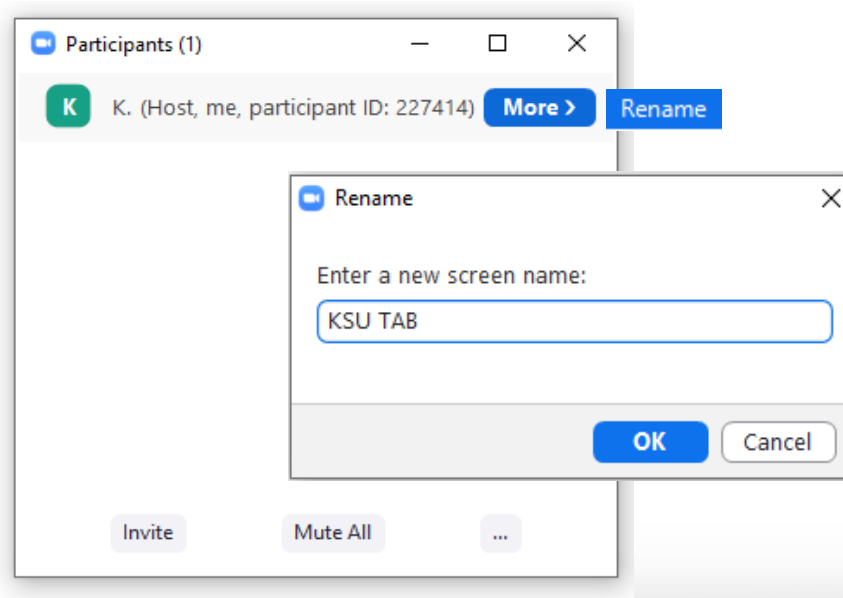 Participants (1)
K
K. (Host, me, participant ID: 227414)
More >
Rename
Rename
Enter a new screen name:
KSU TAB
OK
Cancel
Invite
Mute All
...